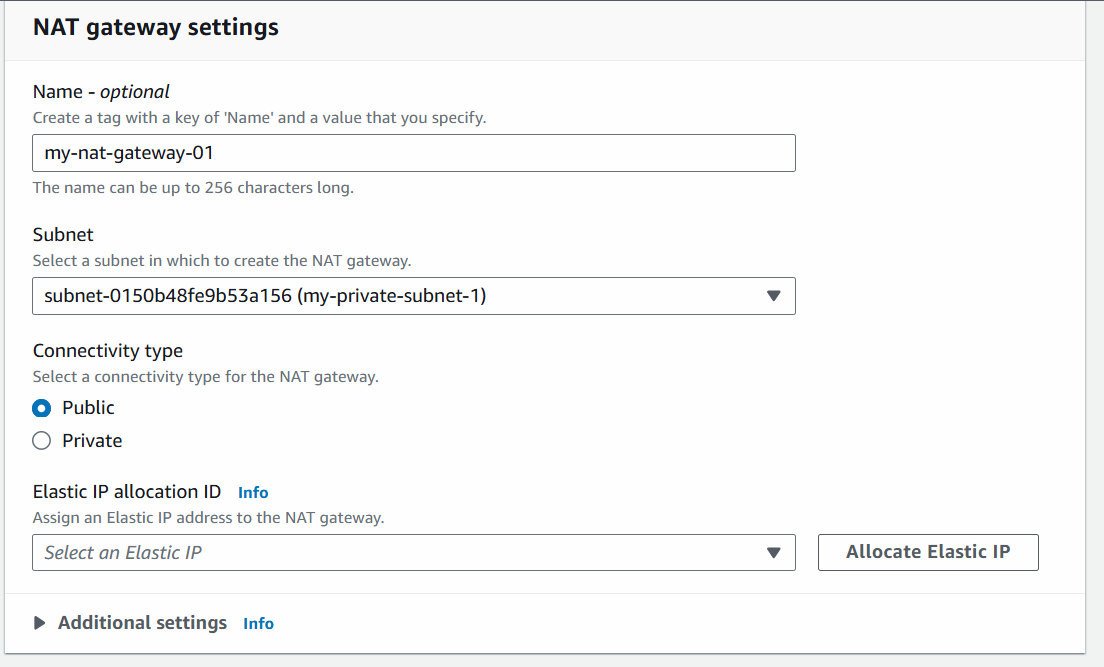 NAT gateway settings
Name - optional
Create a tag with a key of 'Name' and a value that you specify.
my-nat-gateway-01
The name can be up to 256 characters long.
Subnet
Select a subnet in which to create the NAT gateway.
subnet-0150b48fe9b53a156 (my-private-subnet-1)
Connectivity type
Select a connectivity type for the NAT gateway.
Public
Private
Elastic IP allocation ID Info
Assign an Elastic IP address to the NAT gateway.
Select an Elastic IP Allocate Elastic IP
Additional settings Info